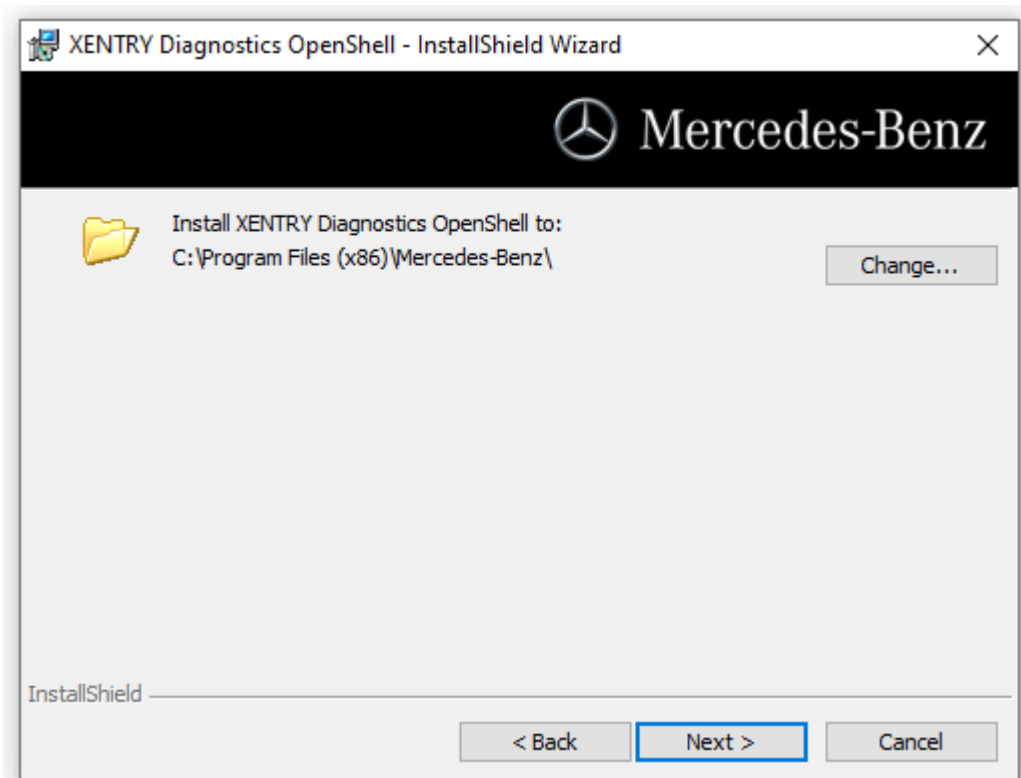 XENTRY Diagnostics OpenShell - InstallShield Wizard
Mercedes-Benz
Install XENTRY Diagnostics OpenShell to:
C:\Program Files (x86)\Mercedes-Benz\
Change...
InstallShield
< Back
Next >
Cancel